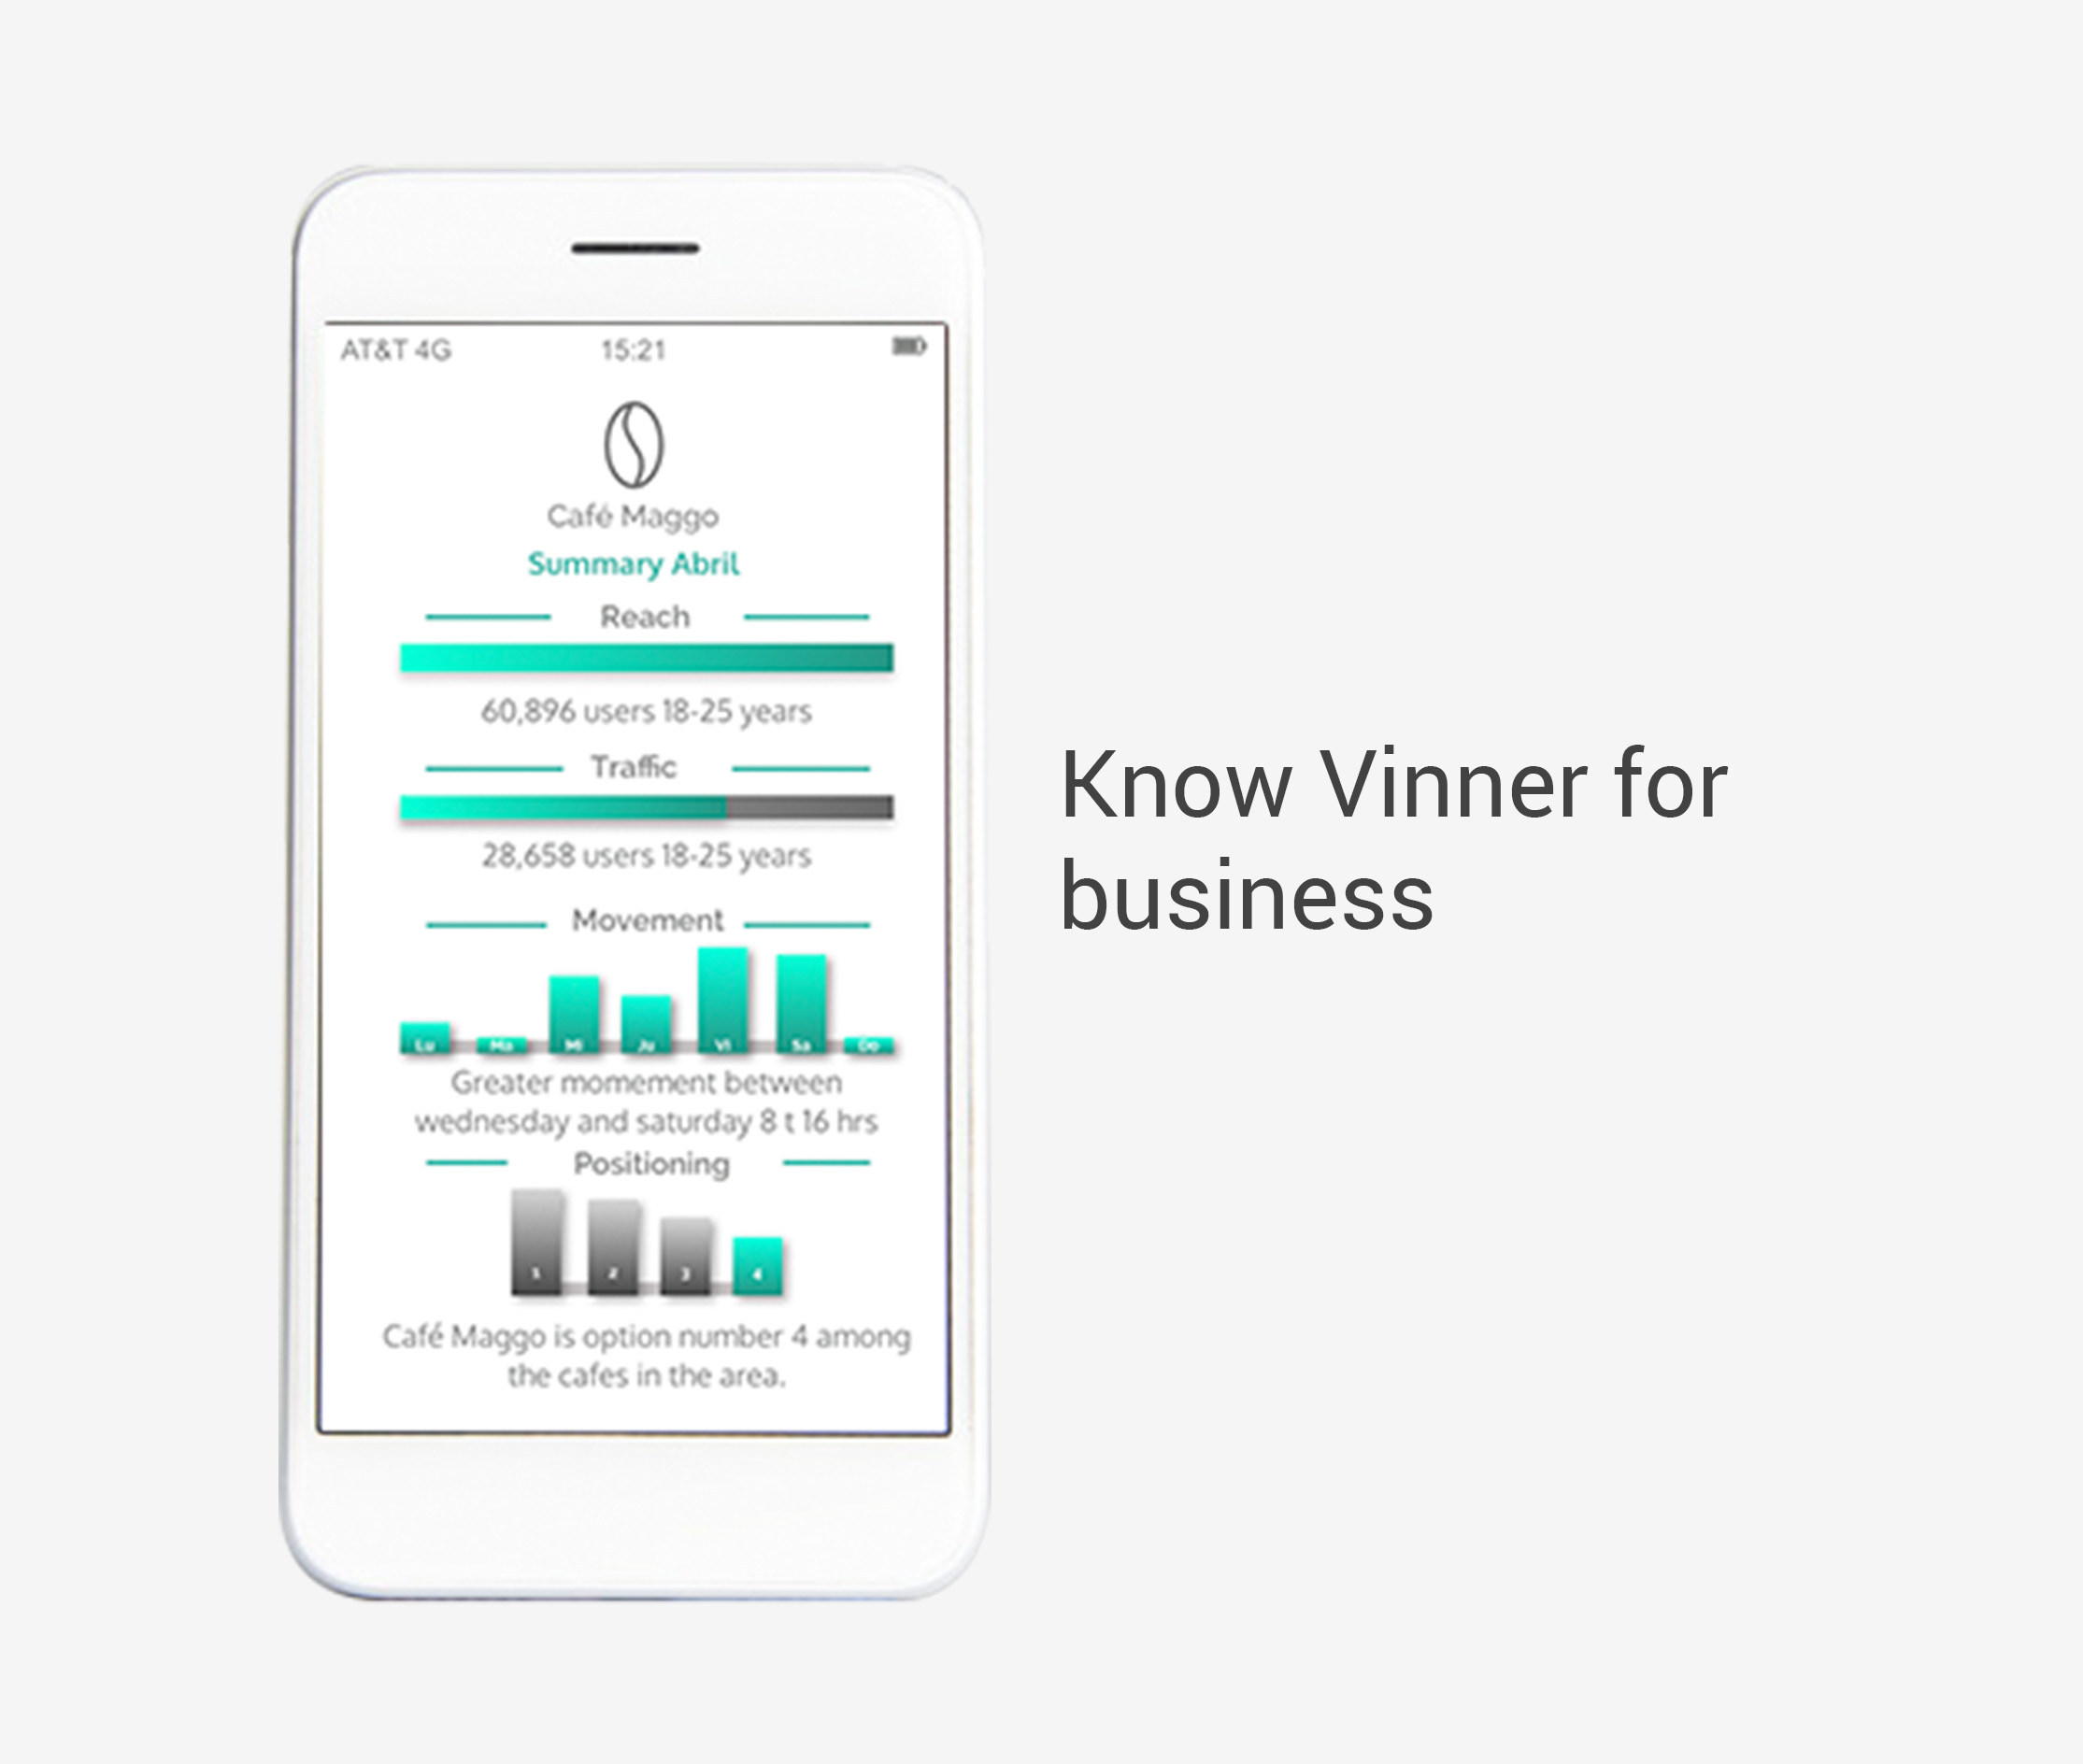 AT&T 4G 15:21
Café Maggo
Summary Abril
Reach
60,896 users 18-25 years
Traffic
28,658 users 18-25 years
Movement
Lu Ma Mi Ju Vi Sa Do
Greater momement between
wednesday and saturday 8 t 16 hrs
Positioning
1 2 3 4
Café Maggo is option number 4 among
the cafes in the area.
Know Vinner for
business